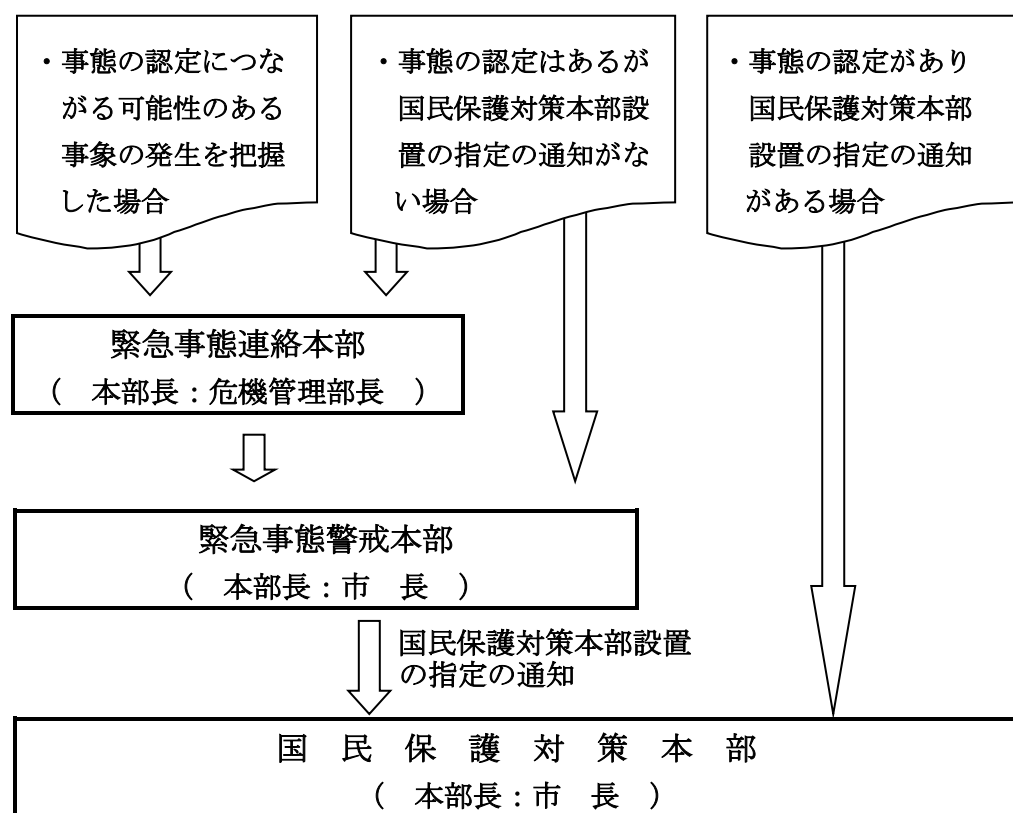 ・事態の認定につな
がる可能性のある
事象の発生を把握
した場合
・事態の認定はあるが
国民保護対策本部設
置の指定の通知がな
い場合
・事態の認定があり
国民保護対策本部
設置の指定の通知
がある場合
緊急事態連絡本部
（　本部長：危機管理部長　）
緊急事態警戒本部
（　本部長：市　長　）
国民保護対策本部設置
の指定の通知
国　民　保　護　対　策　本　部
（　本部長：市　長　）